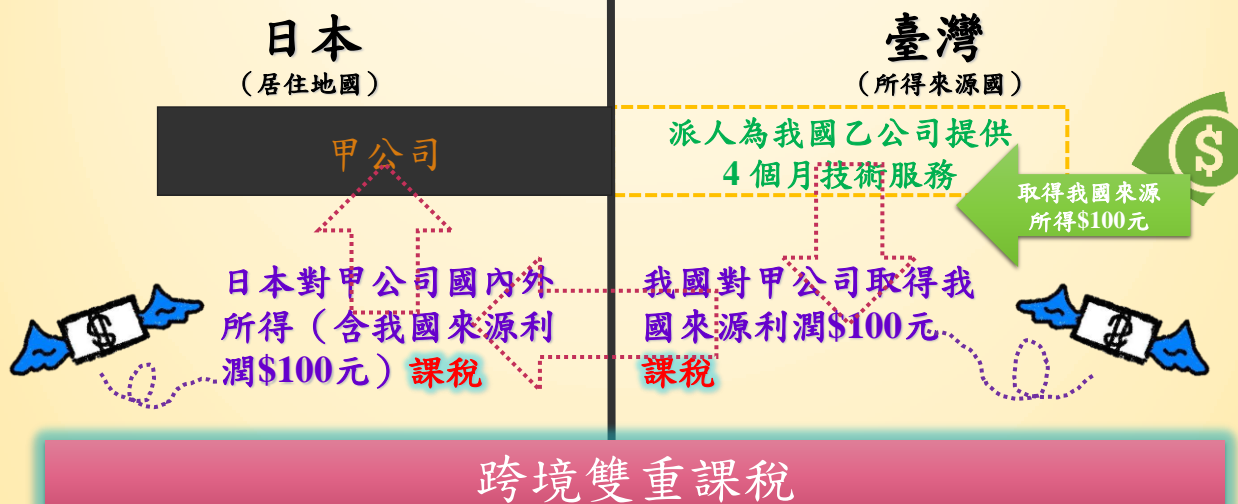 日本
（居住地國）
甲公司
日本對甲公司國內外
所得（含我國來源利
潤$100元）課稅
臺灣
（所得來源國）
派人為我國乙公司提供
4 個月技術服務
取得我國來源
所得$100元
我國對甲公司取得我
國來源利潤$100元
課稅
跨境雙重課稅